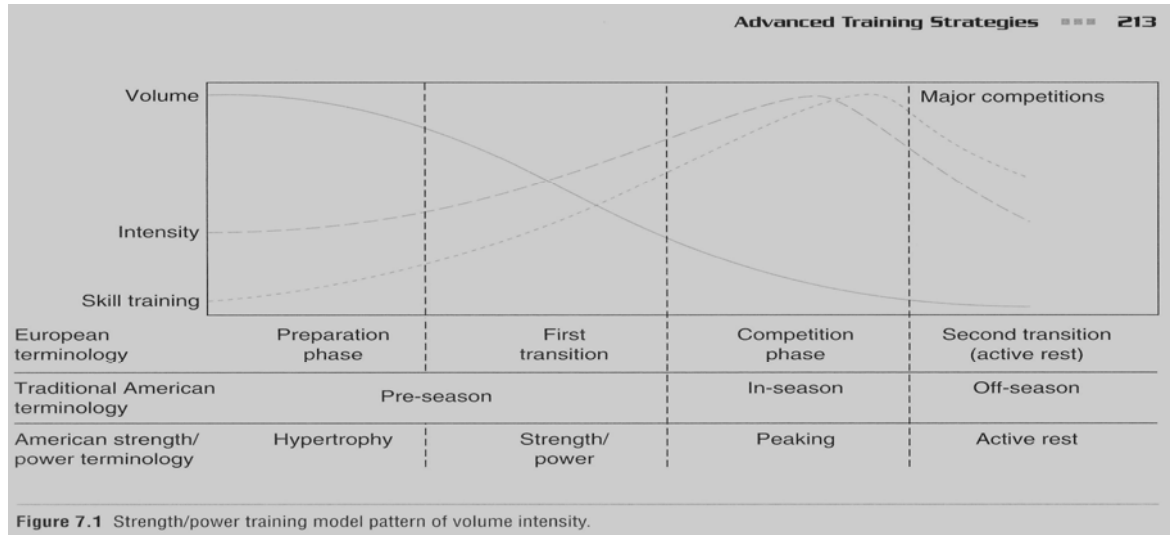 Advanced Training Strategies 213
Volume
Major competitions
Intensity
Skill training
European
terminology
Preparation
phase
First
transition
Competition
phase
Second transition
(active rest)
Traditional American
terminology
Pre-season
In-season
Off-season
American strength/
power terminology
Hypertrophy
Strength/
power
Peaking
Active rest
Figure 7.1 Strength/power training model pattern of volume intensity.